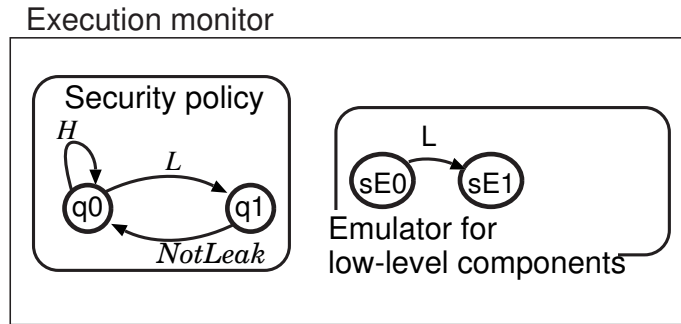 Execution monitor
Security policy
H
L
q0
q1
NotLeak
L
sE0
sE1
Emulator for
low-level components